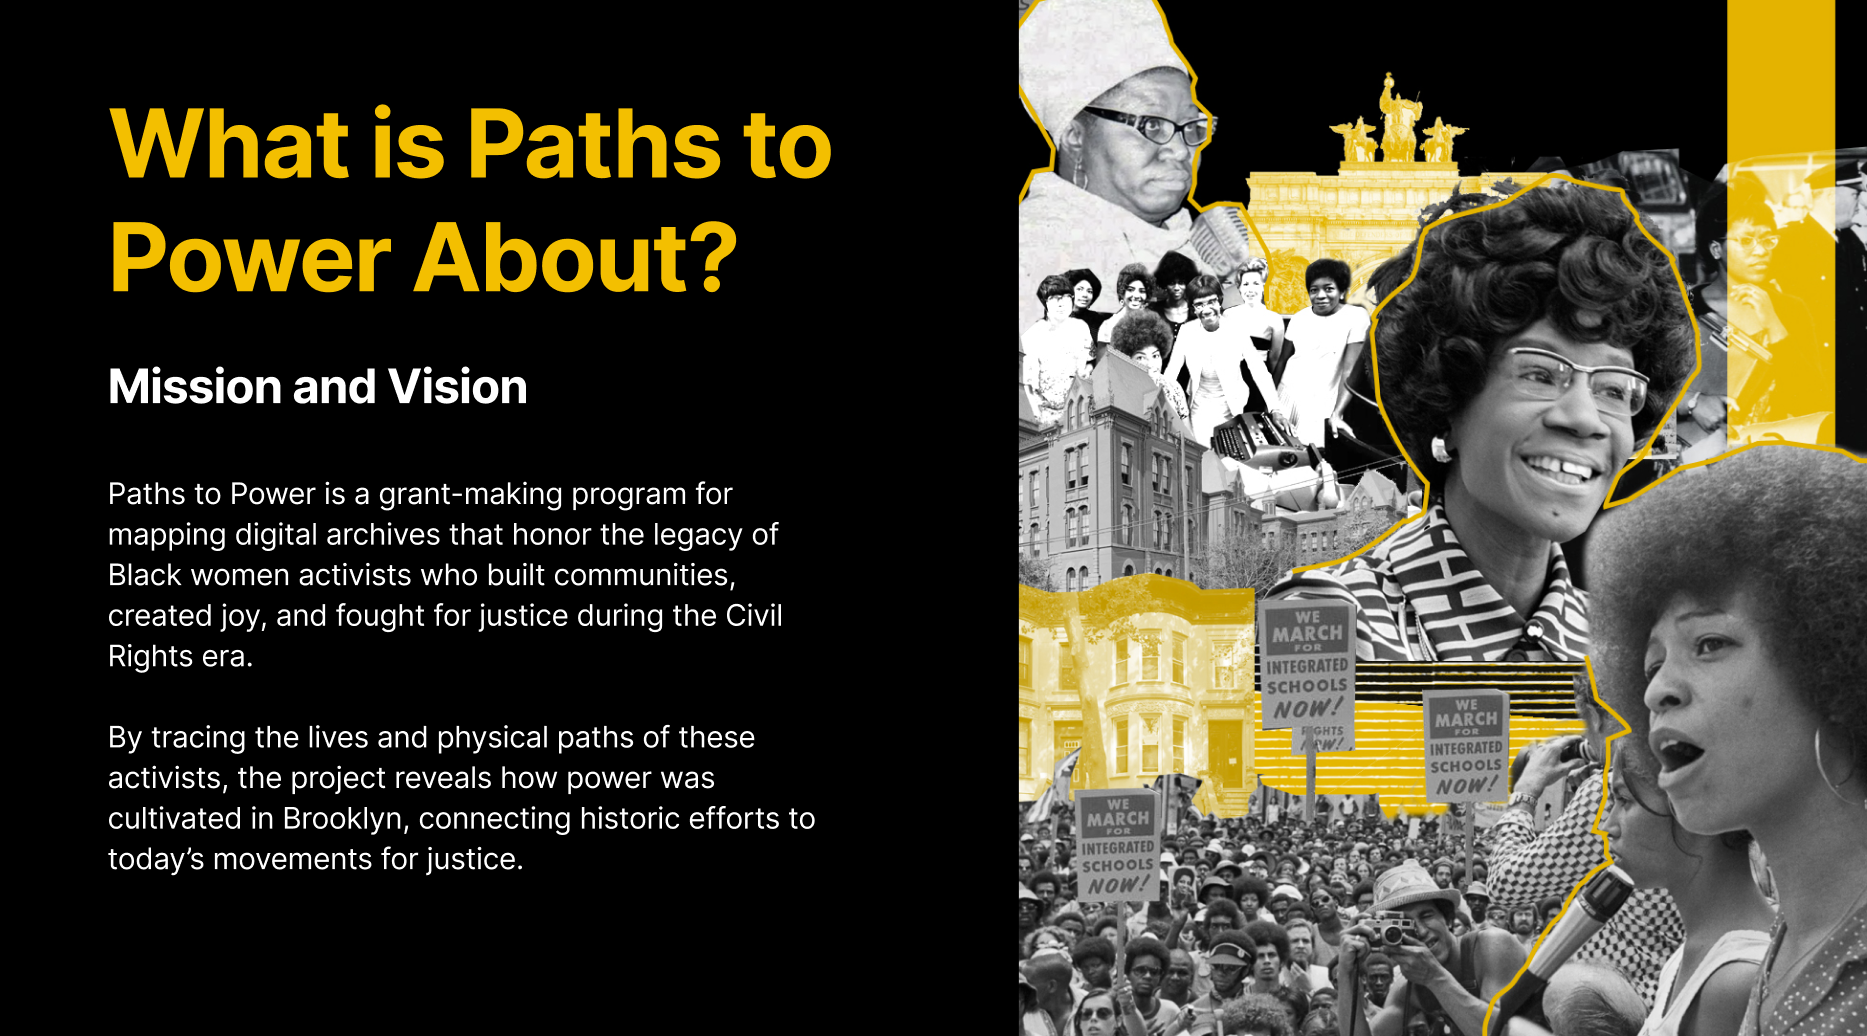 What is Paths to
Power About?
Mission and Vision
Paths to Power is a grant-making program for
mapping digital archives that honor the legacy of
Black women activists who built communities,
created joy, and fought for justice during the Civil
Rights era.
By tracing the lives and physical paths of these
activists, the project reveals how power was
cultivated in Brooklyn, connecting historic efforts to
today’s movements for justice.
WE
MARCH
FOR
INTEGRATED
SCHOOLS
NOW!
RIGHTS
NOW!
WE
MARCH
FOR
INTEGRATED
SCHOOLS
NOW!
WE
MARCH
FOR
INTEGRATED
SCHOOLS
NOW!